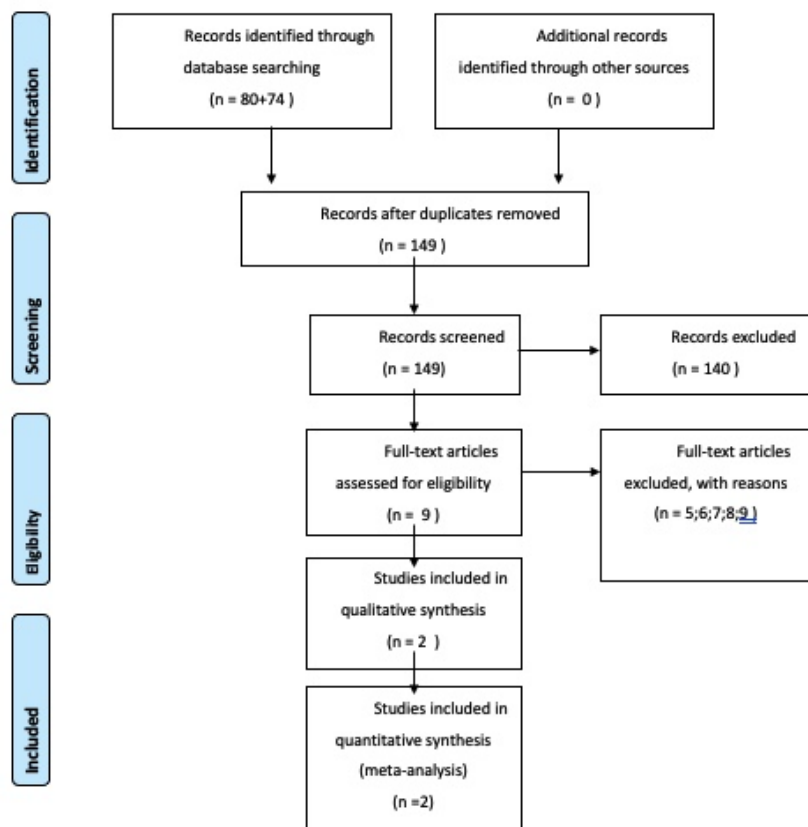 Identification
Records identified through
database searching
(n = 80+74 )
Additional records
identified through other sources
(n =  0 )
Records after duplicates removed
(n = 149 )
Screening
Records screened
(n = 149)
Records excluded
(n = 140 )
Eligibility
Full-text articles
assessed for eligibility
(n =  9 )
Full-text articles
excluded, with reasons
(n = 5;6;7;8;9 )
Studies included in
qualitative synthesis
(n = 2  )
Included
Studies included in
quantitative synthesis
(meta-analysis)
(n =2)